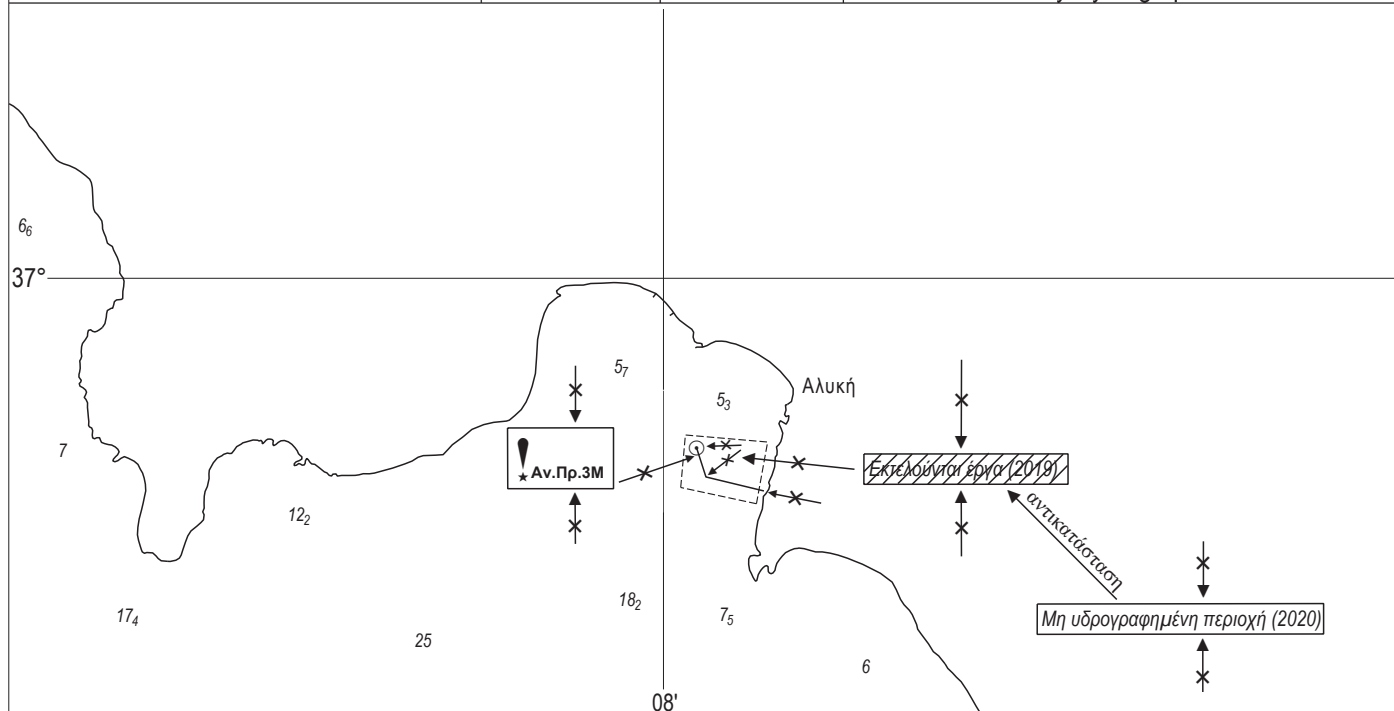 6₆
37°
5₇
Αλυκή
5₃
7
Αν.Πρ.3Μ
Εκτελούνται έργα (2019)
12₂
αντικατάσταση
17₄
18₂
7₅
Μη υδρογραφημένη περιοχή (2020)
25
6
08'